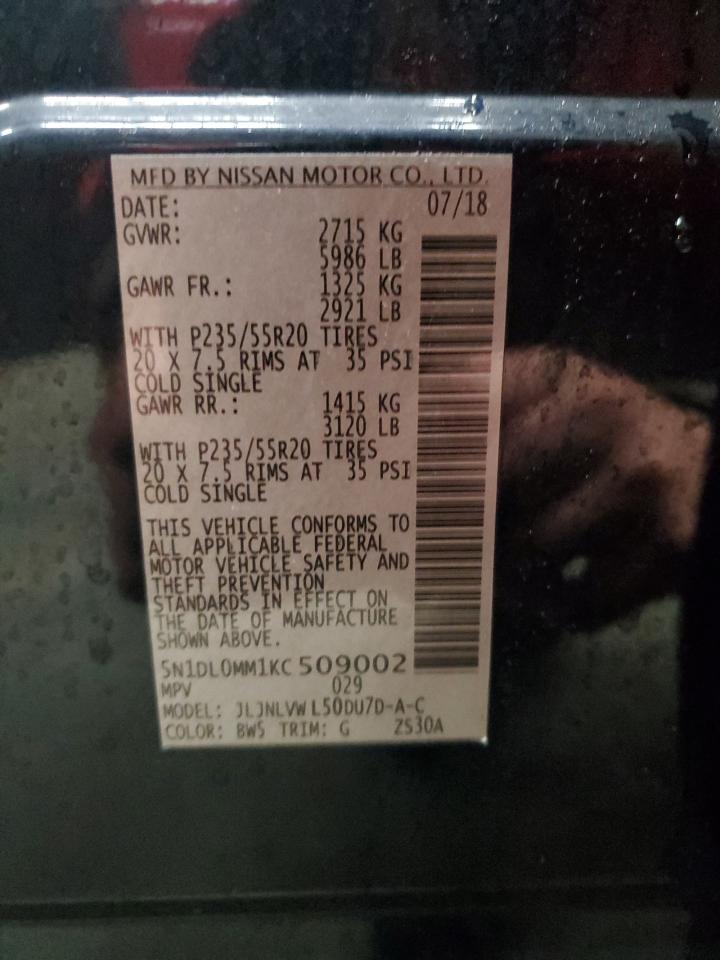 MFD BY NISSAN MOTOR CO., LTD.
DATE: 07/18
GVWR: 2715 KG
5986 LB
GAWR FR.: 1325 KG
2921 LB
WITH P235/55R20 TIRES
20 X 7.5 RIMS AT 35 PSI
COLD SINGLE
GAWR RR.: 1415 KG
3120 LB
WITH P235/55R20 TIRES
20 X 7.5 RIMS AT 35 PSI
COLD SINGLE
THIS VEHICLE CONFORMS TO
ALL APPLICABLE FEDERAL
MOTOR VEHICLE SAFETY AND
THEFT PREVENTION
STANDARDS IN EFFECT ON
THE DATE OF MANUFACTURE
SHOWN ABOVE.
5N1DL0MM1KC 509002
MPV 029
MODEL: JLJNLVW L50DU7D-A-C
COLOR: BW5 TRIM: G ZS30A